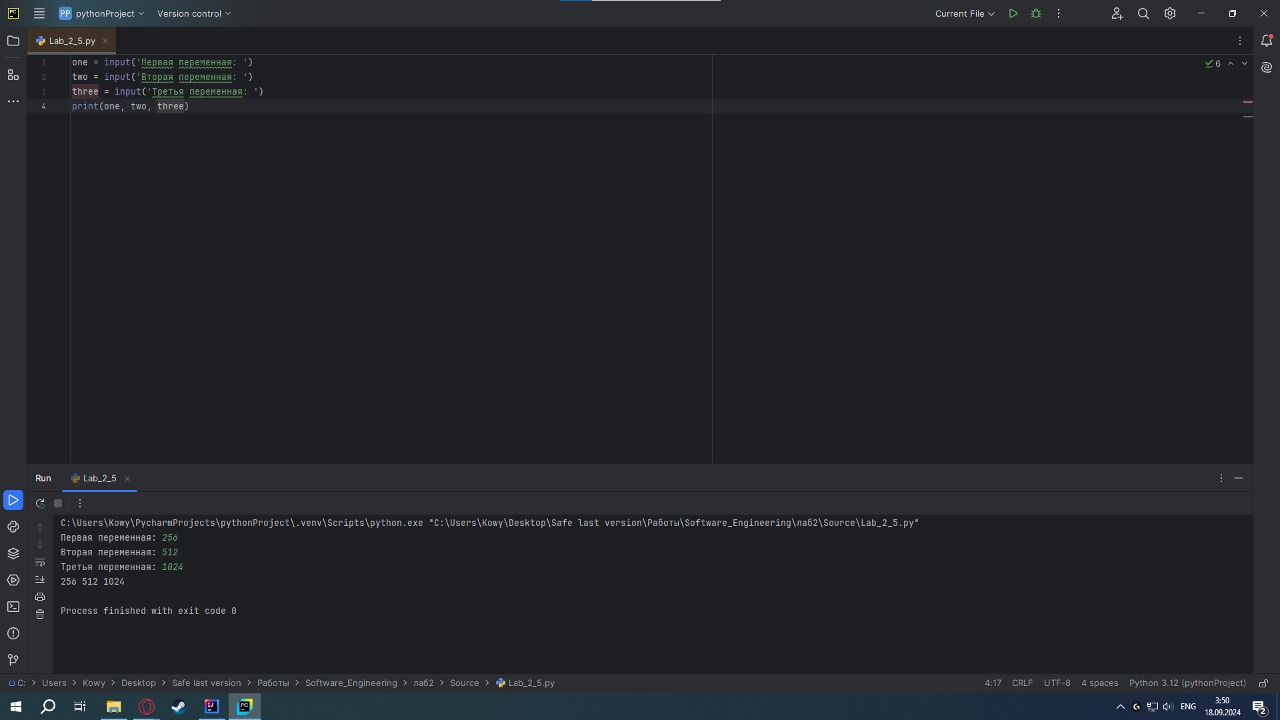 PC
PP pythonProject Version control Current File
Lab_2_5.py
1 one = input('Первая переменная: ') 6
2 two = input('Вторая переменная: ')
3 three = input('Третья переменная: ')
4 print(one, two, three)
Run Lab_2_5
C:\Users\Kowy\PycharmProjects\pythonProject\.venv\Scripts\python.exe "C:\Users\Kowy\Desktop\Safe last version\Работы\Software_Engineering\лаб2\Source\Lab_2_5.py"
Первая переменная: 256
Вторая переменная: 512
Третья переменная: 1024
256 512 1024
Process finished with exit code 0
C: > Users > Kowy > Desktop > Safe last version > Работы > Software_Engineering > лаб2 > Source > Lab_2_5.py 4:17 CRLF UTF-8 4 spaces Python 3.12 (pythonProject)
PC ENG 3:50
18.09.2024 2